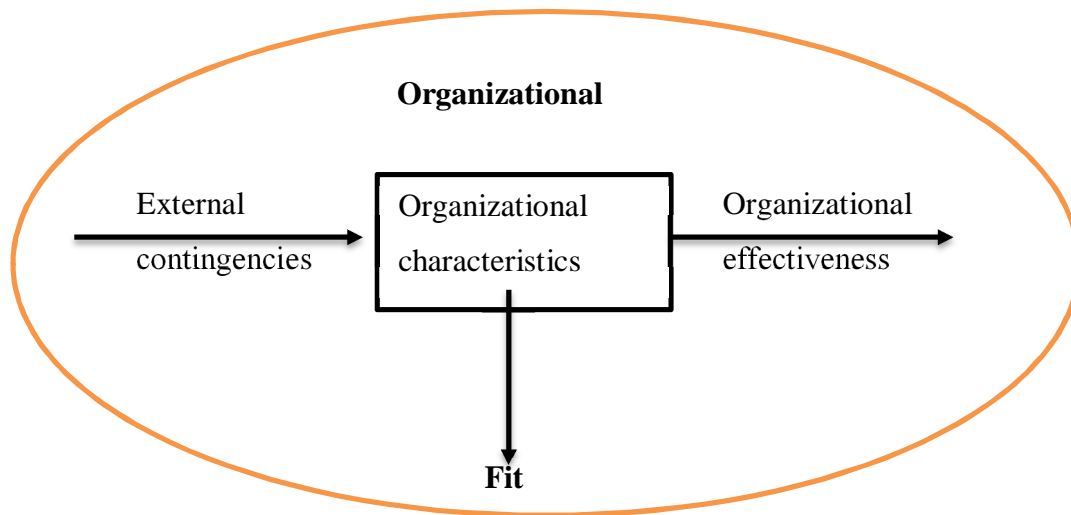 Organizational
External
contingencies
Organizational
characteristics
Organizational
effectiveness
Fit